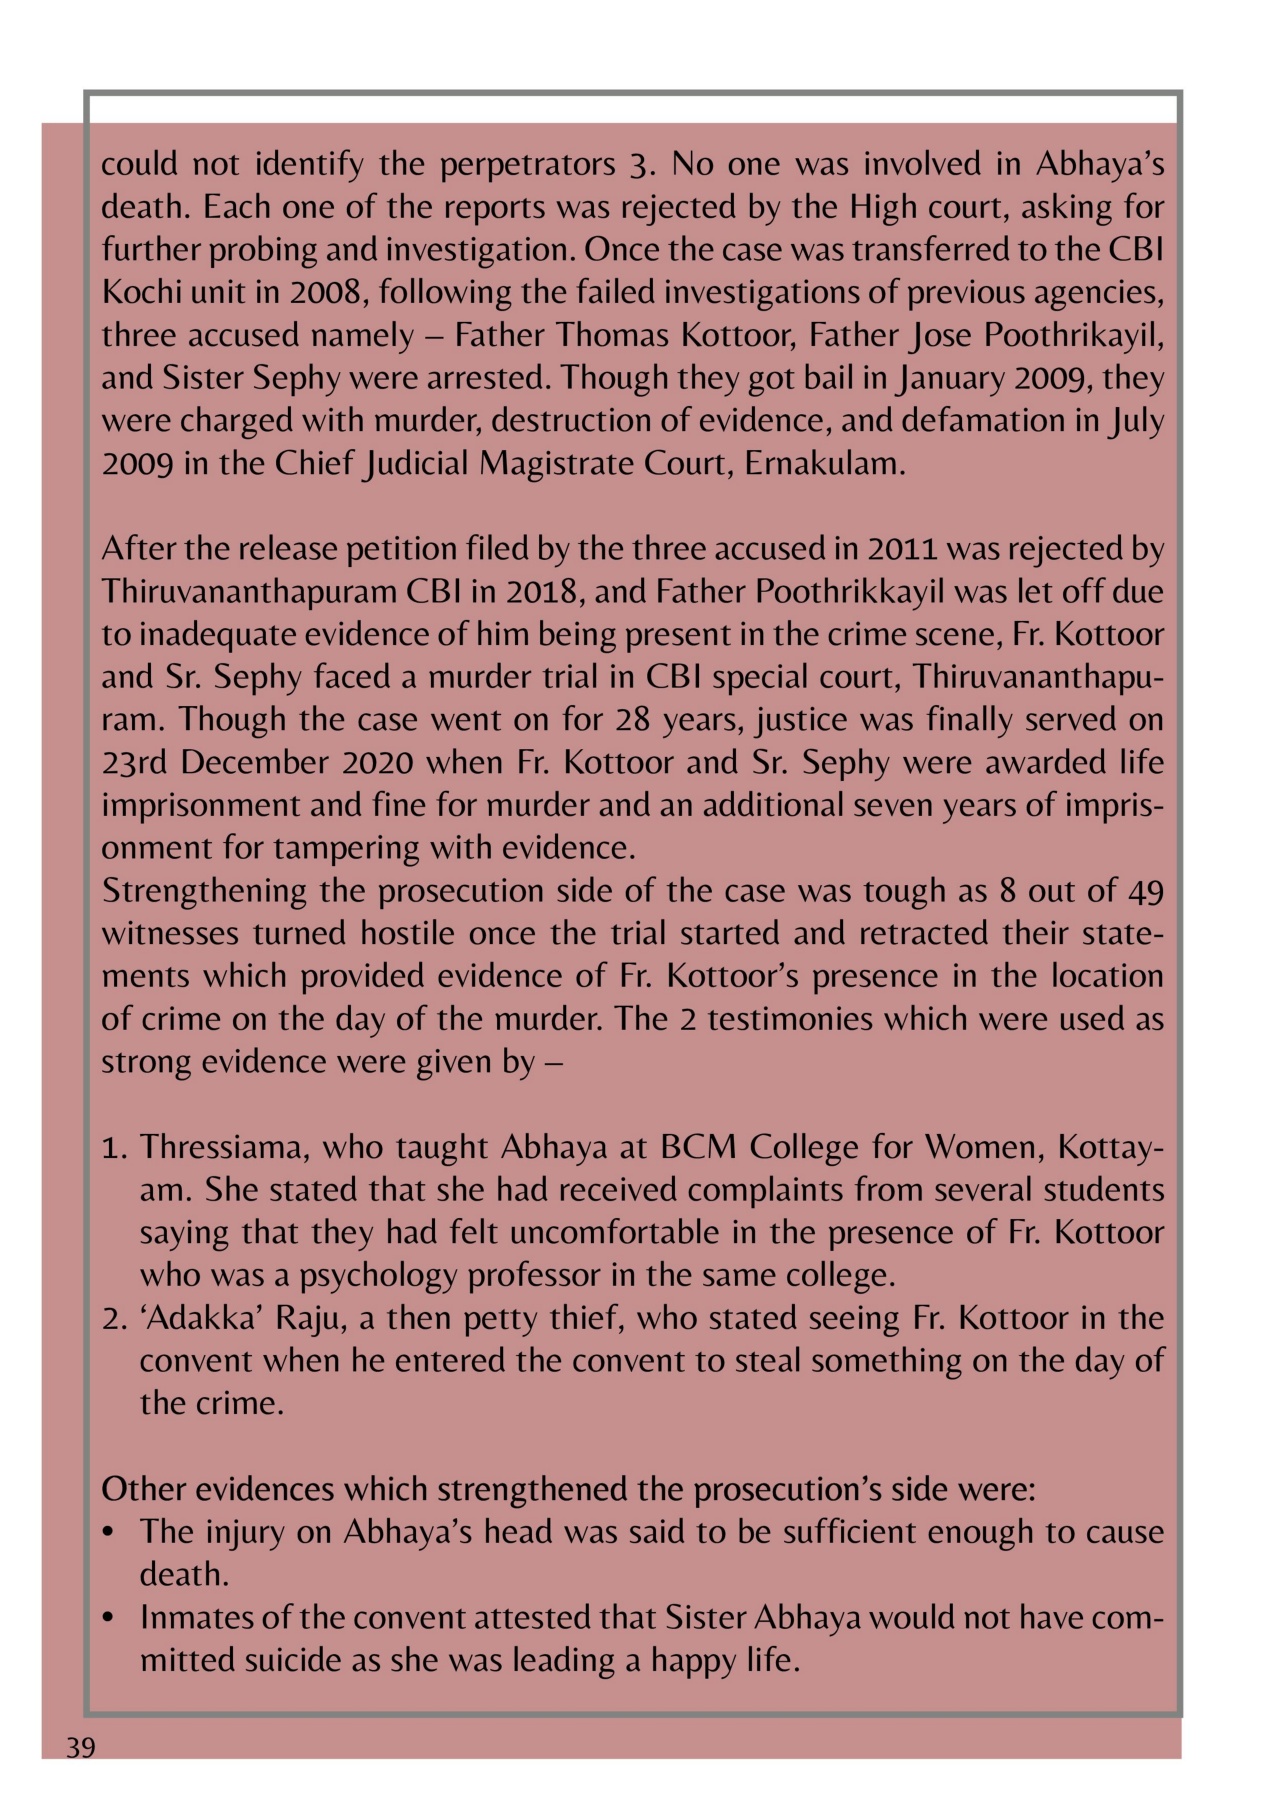 could not identify the perpetrators 3. No one was involved in Abhaya’s
death. Each one of the reports was rejected by the High court, asking for
further probing and investigation. Once the case was transferred to the CBI
Kochi unit in 2008, following the failed investigations of previous agencies,
three accused namely – Father Thomas Kottoor, Father Jose Poothrikayil,
and Sister Sephy were arrested. Though they got bail in January 2009, they
were charged with murder, destruction of evidence, and defamation in July
2009 in the Chief Judicial Magistrate Court, Ernakulam.
After the release petition filed by the three accused in 2011 was rejected by
Thiruvananthapuram CBI in 2018, and Father Poothrikkayil was let off due
to inadequate evidence of him being present in the crime scene, Fr. Kottoor
and Sr. Sephy faced a murder trial in CBI special court, Thiruvananthapu-
ram. Though the case went on for 28 years, justice was finally served on
23rd December 2020 when Fr. Kottoor and Sr. Sephy were awarded life
imprisonment and fine for murder and an additional seven years of impris-
onment for tampering with evidence.
Strengthening the prosecution side of the case was tough as 8 out of 49
witnesses turned hostile once the trial started and retracted their state-
ments which provided evidence of Fr. Kottoor’s presence in the location
of crime on the day of the murder. The 2 testimonies which were used as
strong evidence were given by –
1. Thressiama, who taught Abhaya at BCM College for Women, Kottay-
am. She stated that she had received complaints from several students
saying that they had felt uncomfortable in the presence of Fr. Kottoor
who was a psychology professor in the same college.
2. ‘Adakka’ Raju, a then petty thief, who stated seeing Fr. Kottoor in the
convent when he entered the convent to steal something on the day of
the crime.
Other evidences which strengthened the prosecution’s side were:
• The injury on Abhaya’s head was said to be sufficient enough to cause
death.
• Inmates of the convent attested that Sister Abhaya would not have com-
mitted suicide as she was leading a happy life.
39